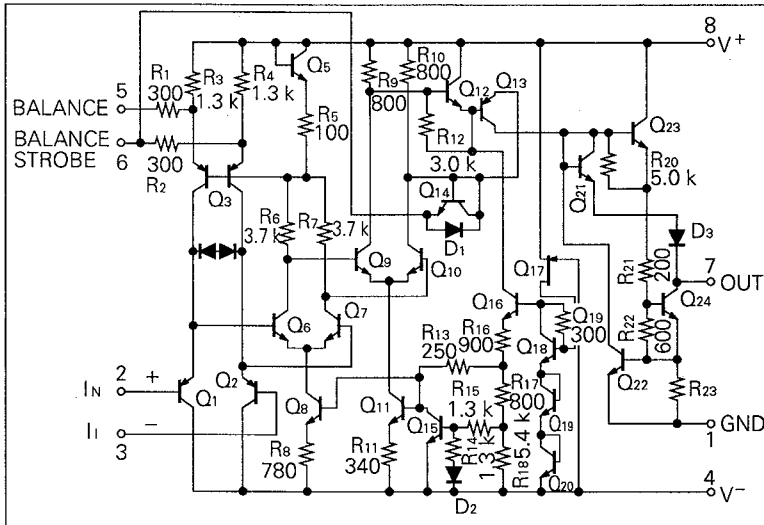 8 V+
R1 300
R3 1.3 k
R4 1.3 k
Q5
R9 800
R10 800
Q12
Q13
5
BALANCE
BALANCE
STROBE
6
300
R2
R5
100
R12
3.0 k
Q23
R20
5.0 k
Q21
Q3
Q14
D1
R6
3.7 k
R7
3.7 k
Q9
Q10
D3
R21 200
7
OUT
Q17
Q16
Q24
R22 600
Q6
Q7
R13
250
R16
900
Q19
300
Q18
2
IN +
Q1
Q2
II −
3
Q8
Q11
Q15
R15
1.3 k
R17
800
Q19
Q22
R23
GND
1
R8
780
R11
340
R14 1.3 k
R18 5.4 k
Q20
D2
4
V−